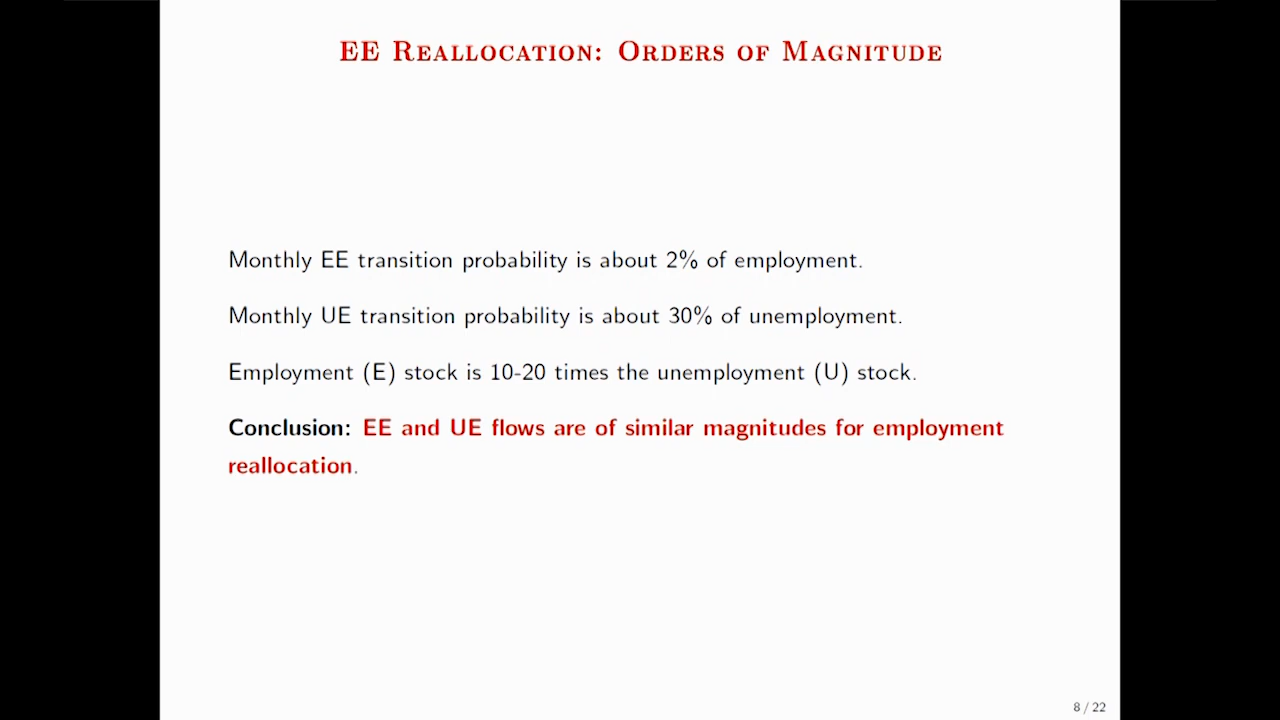 EE Reallocation: Orders of Magnitude
Monthly EE transition probability is about 2% of employment.
Monthly UE transition probability is about 30% of unemployment.
Employment (E) stock is 10-20 times the unemployment (U) stock.
Conclusion: EE and UE flows are of similar magnitudes for employment
reallocation.
8 / 22